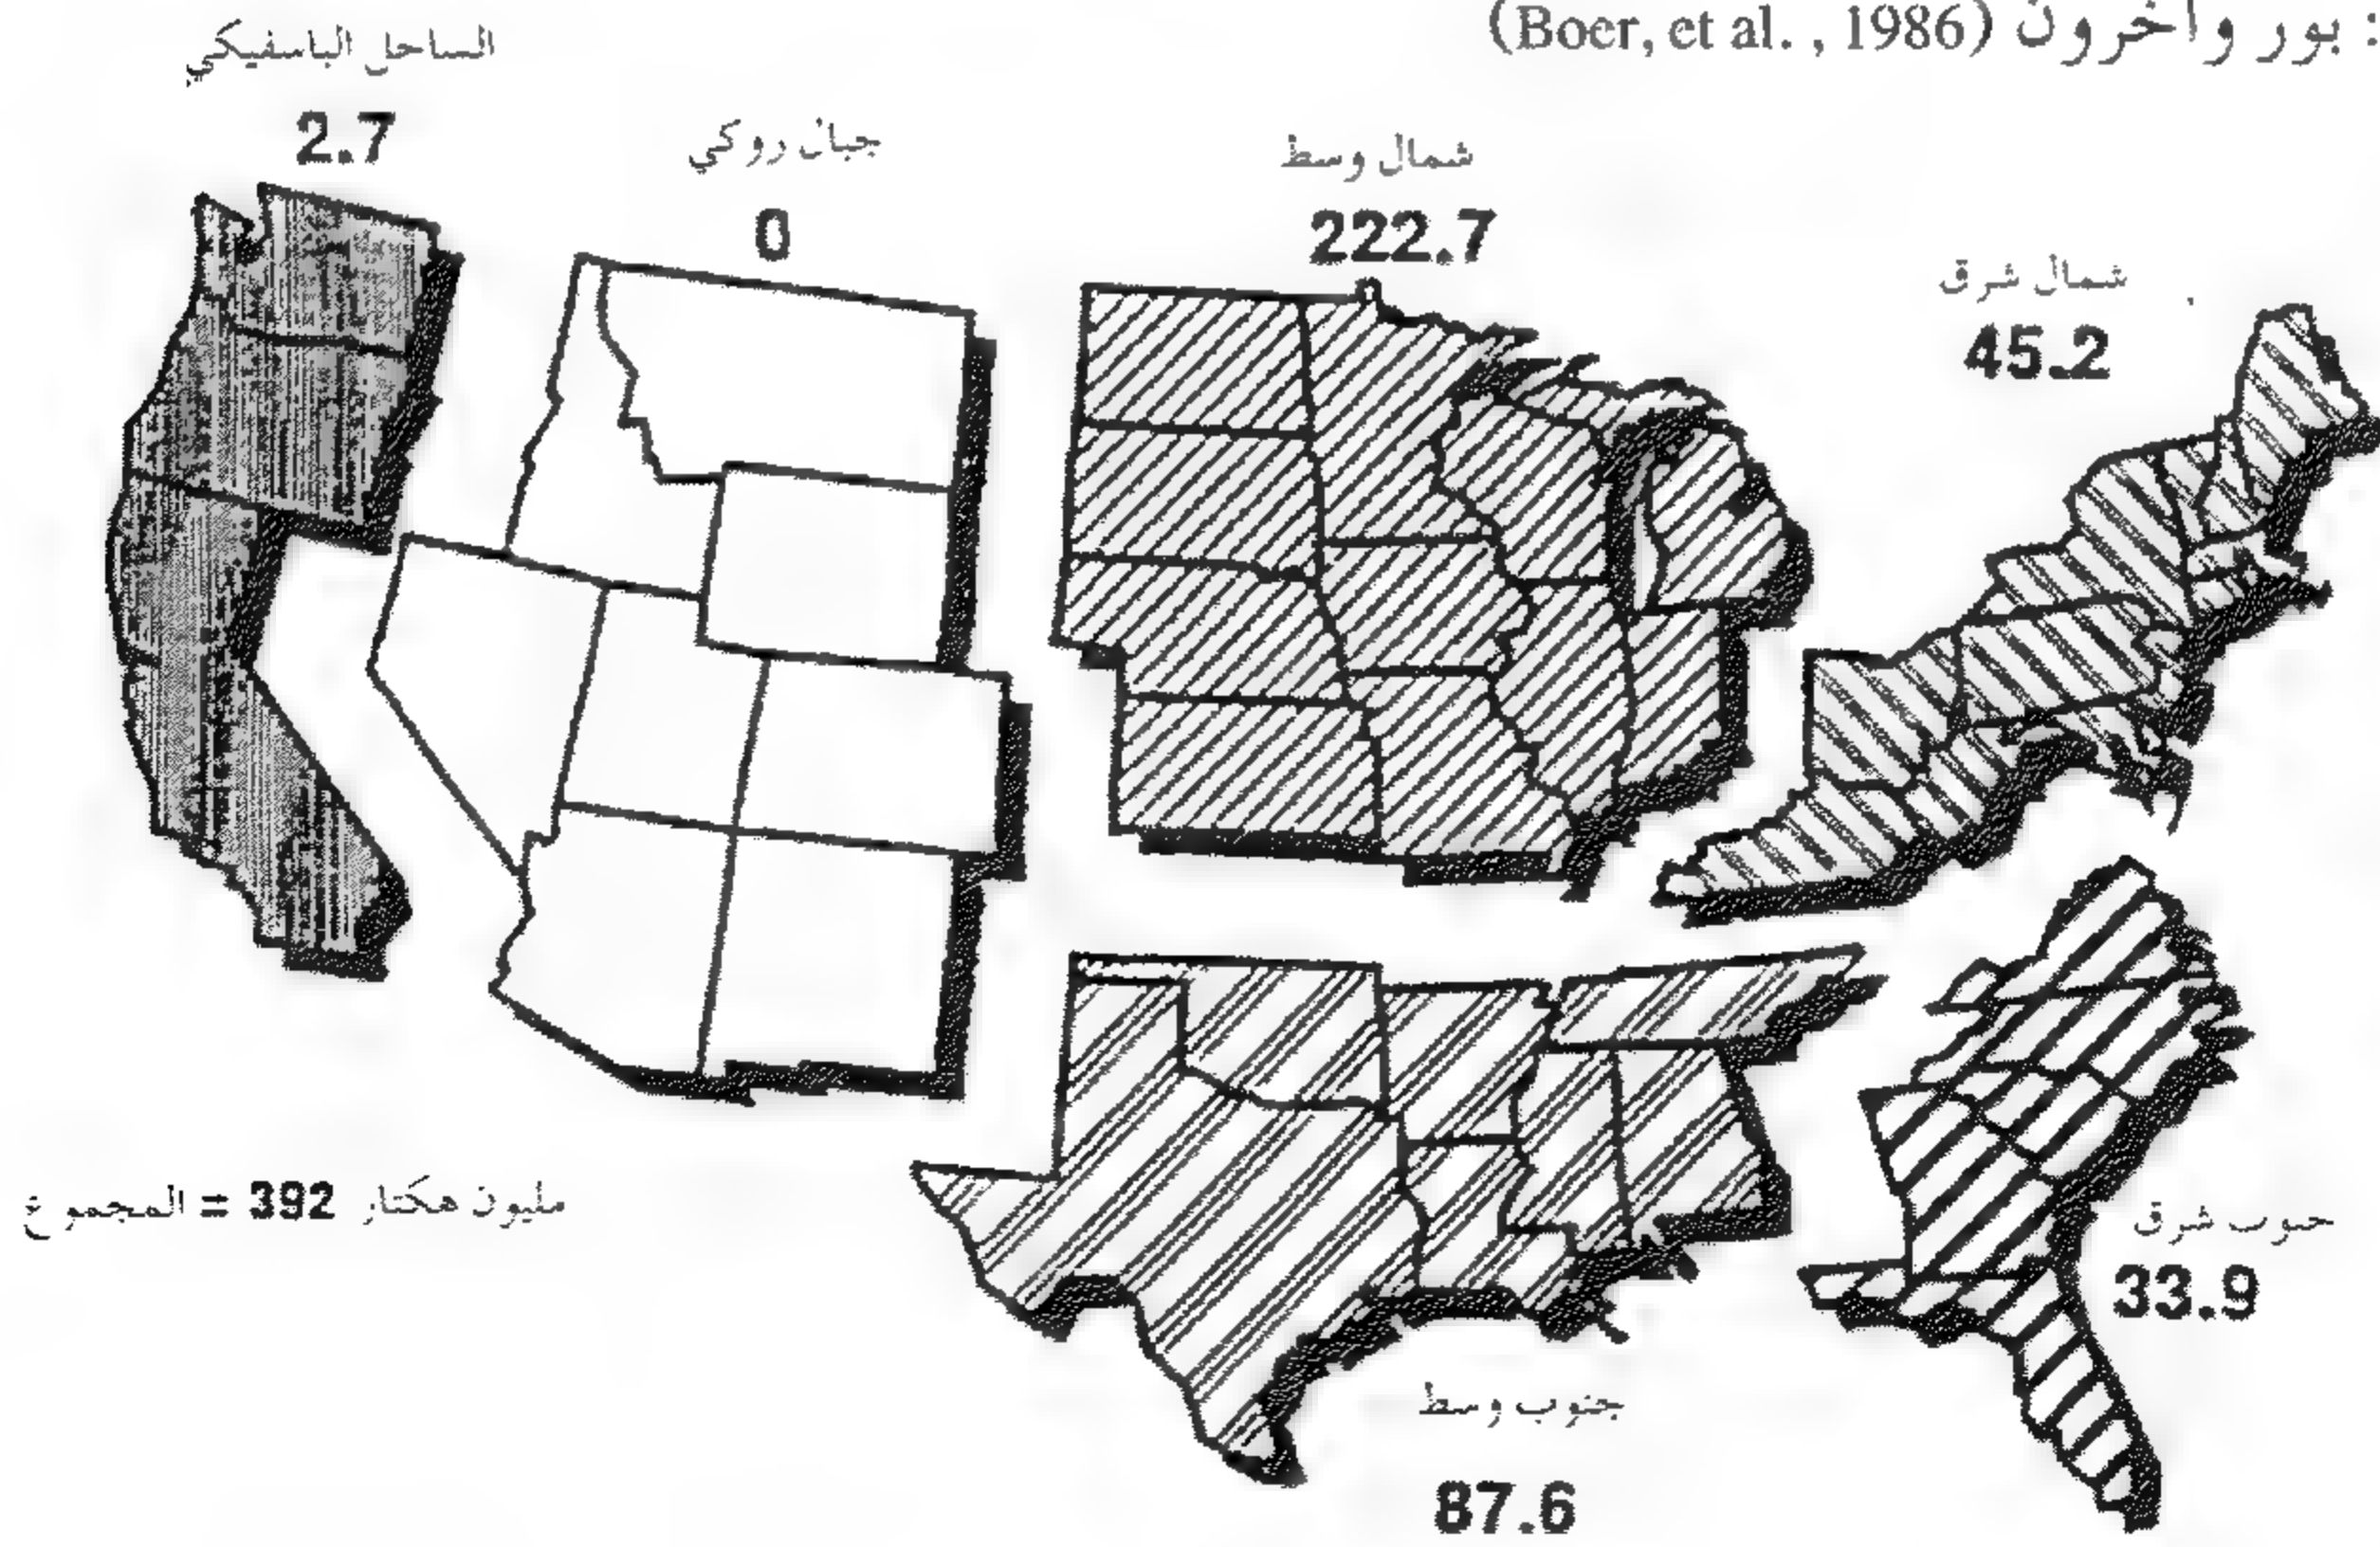 : بور وآخرون (Boer, et al., 1986)
الساحل الباسفيكي
2.7
جبال روكي
0
شمال وسط
222.7
شمال شرق
45.2
مليون هكتار 392 = المجموع
جنوب شرق
33.9
جنوب وسط
87.6